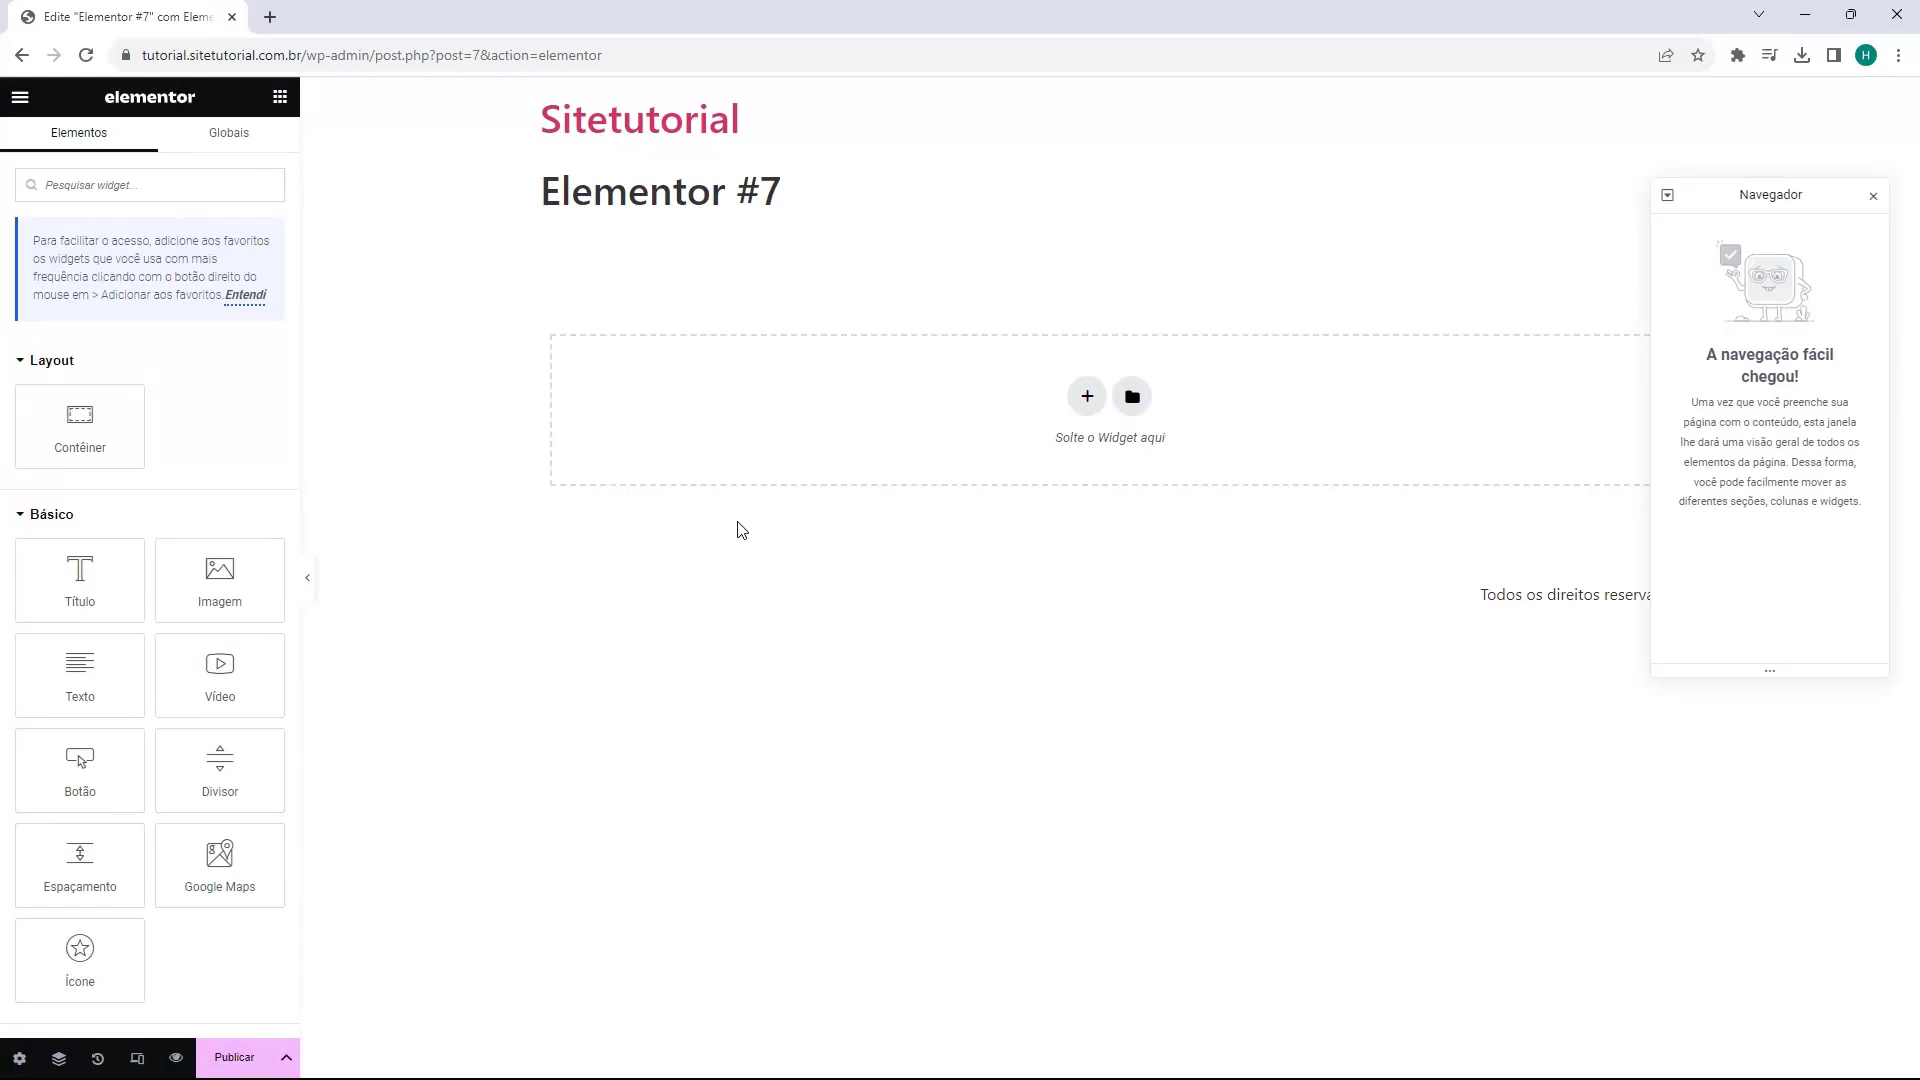 Edite "Elementor #7" com Eleme
tutorial.sitetutorial.com.br/wp-admin/post.php?post=7&action=elementor
H
elementor
Elementos
Globais
Pesquisar widget...
Para facilitar o acesso, adicione aos favoritos
os widgets que você usa com mais
frequência clicando com o botão direito do
mouse em > Adicionar aos favoritos. Entendi
Layout
Contêiner
Básico
Título
Imagem
Texto
Vídeo
Botão
Divisor
Espaçamento
Google Maps
Ícone
Publicar
Sitetutorial
Elementor #7
Solte o Widget aqui
Todos os direitos reserva
Navegador
A navegação fácil
chegou!
Uma vez que você preenche sua
página com o conteúdo, esta janela
lhe dará uma visão geral de todos os
elementos da página. Dessa forma,
você pode facilmente mover as
diferentes seções, colunas e widgets.